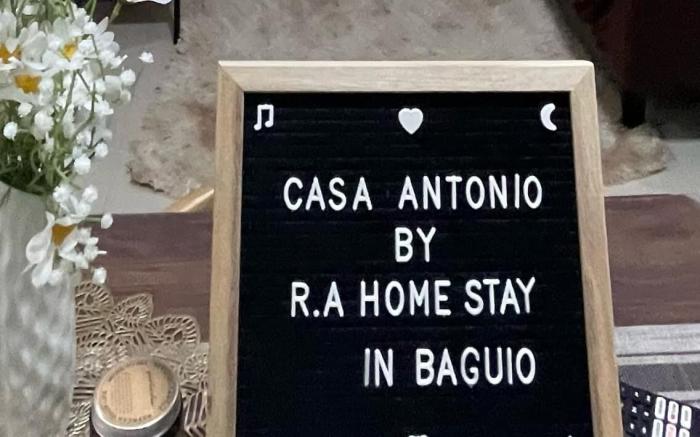 CASA ANTONIO
BY
R.A HOME STAY
IN BAGUIO